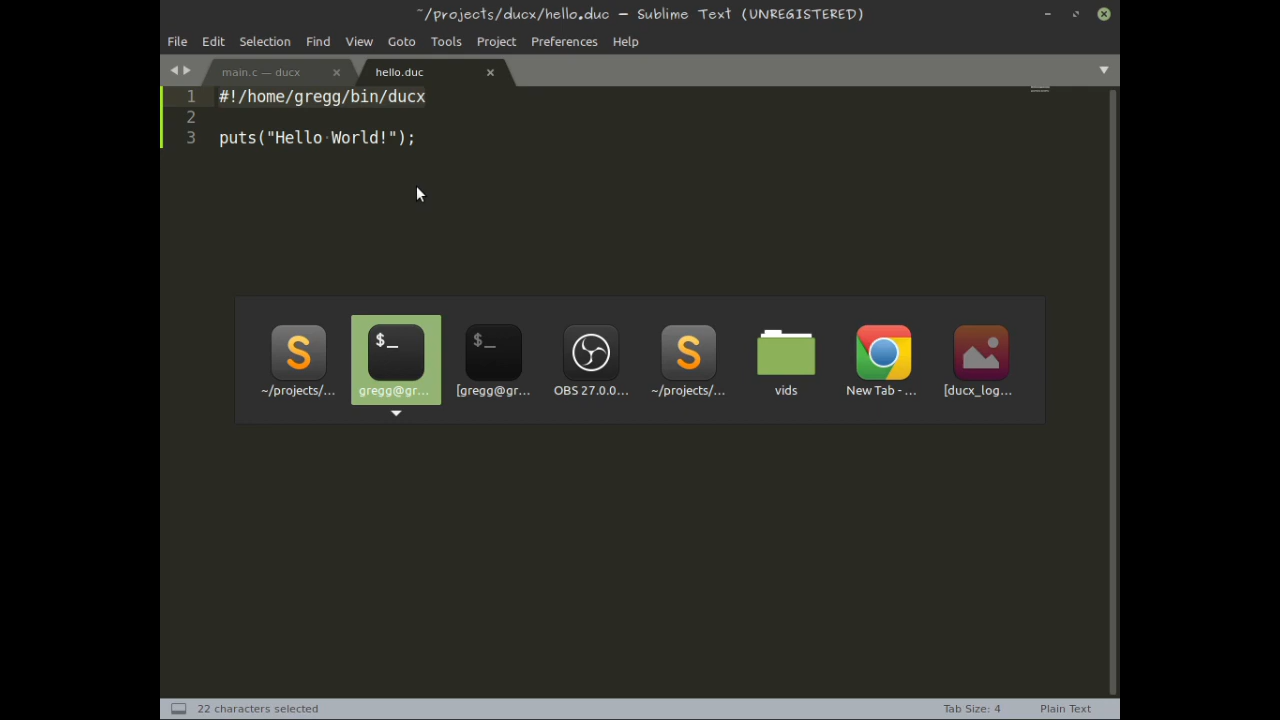 ~/projects/ducx/hello.duc — Sublime Text (UNREGISTERED)
File Edit Selection Find View Goto Tools Project Preferences Help
main.c — ducx hello.duc
1 #!/home/gregg/bin/ducx
2
3 puts("Hello World!");
$_ $_
~/projects/... gregg@gr... [gregg@gr... OBS 27.0.0... ~/projects/... vids New Tab - ... [ducx_log...
22 characters selected Tab Size: 4 Plain Text